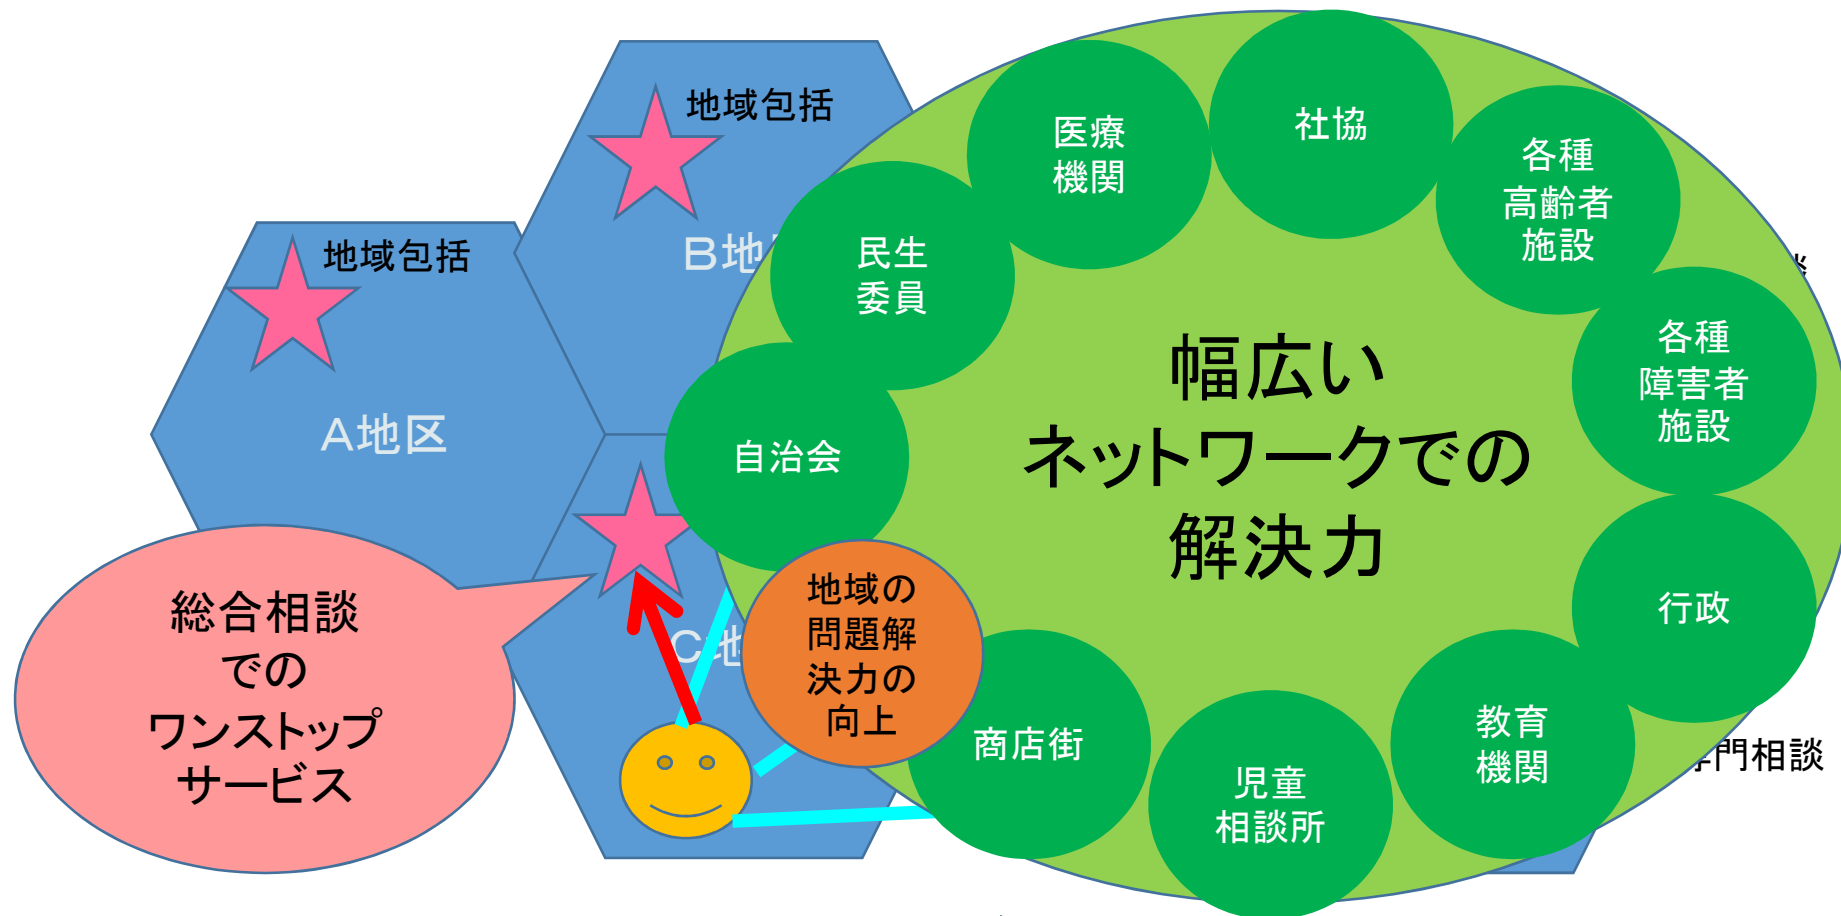 地域包括
地域包括
B地
A地区
C地
総合相談
での
ワンストップ
サービス
地域の
問題解
決力の
向上
幅広い
ネットワークでの
解決力
自治会
民生
委員
医療
機関
社協
各種
高齢者
施設
各種
障害者
施設
行政
教育
機関
児童
相談所
商店街
門相談